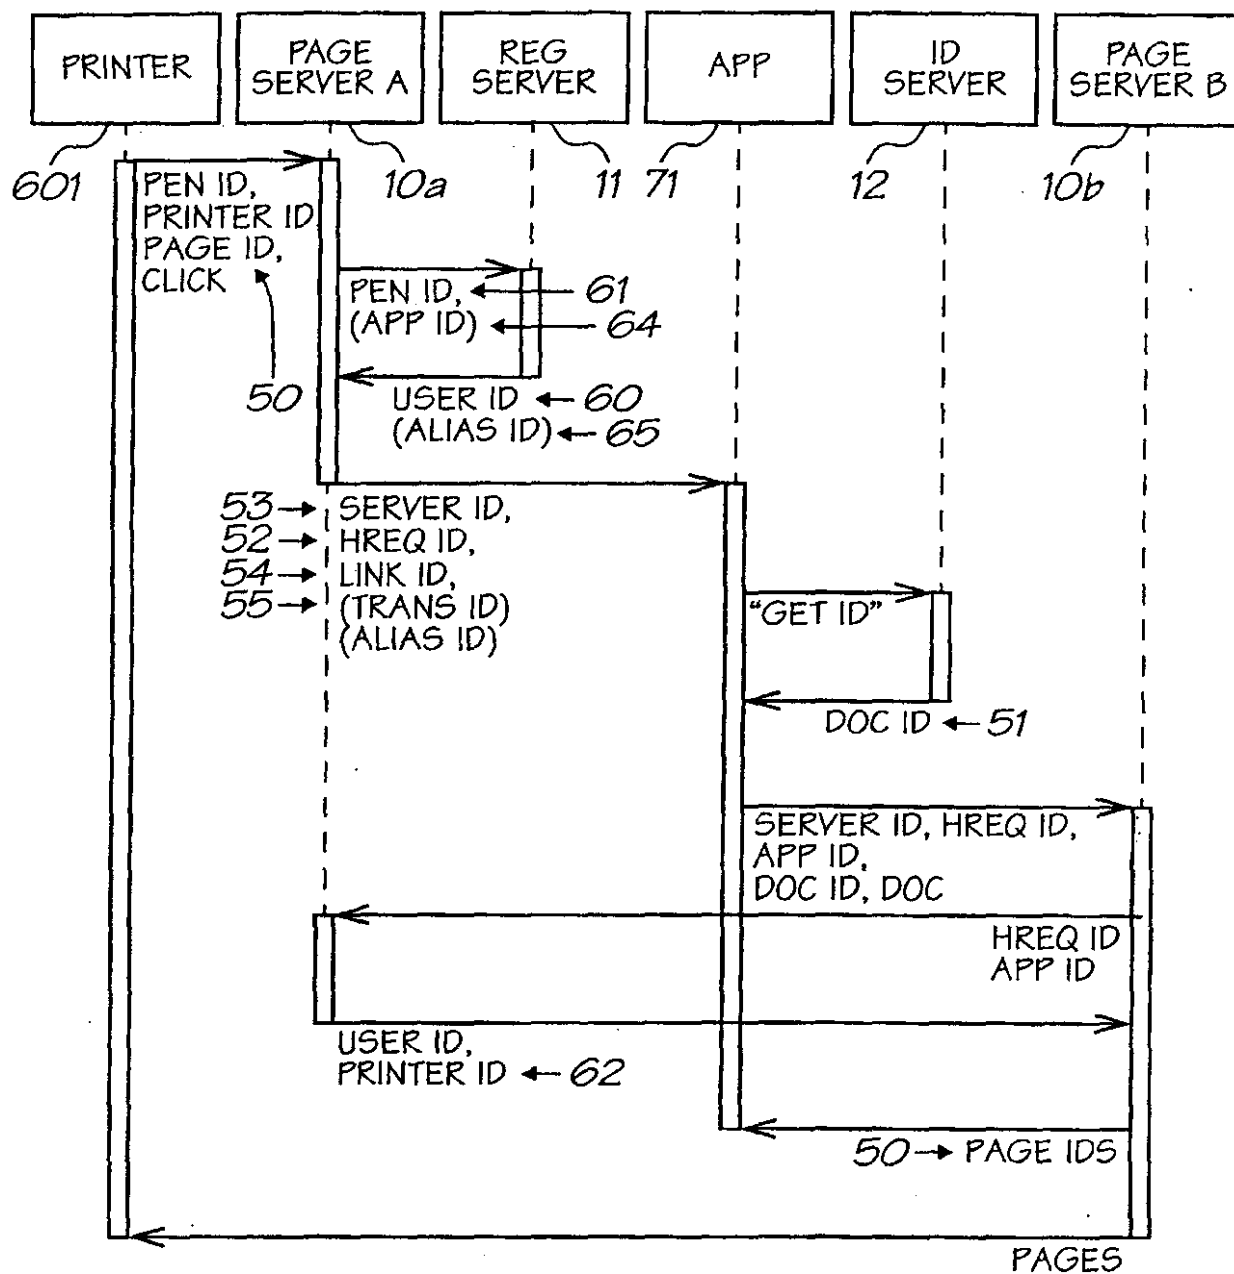 PRINTER
PAGE
SERVER A
REG
SERVER
APP
ID
SERVER
PAGE
SERVER B
601
10a
11
71
12
10b
PEN ID,
PRINTER ID
PAGE ID,
CLICK
50
PEN ID,
61
(APP ID)
64
USER ID
60
(ALIAS ID)
65
53
SERVER ID,
52
HREQ ID,
54
LINK ID,
55
(TRANS ID)
(ALIAS ID)
"GET ID"
DOC ID
51
SERVER ID, HREQ ID,
APP ID,
DOC ID, DOC
HREQ ID
APP ID
USER ID,
PRINTER ID
62
50
PAGE IDS
PAGES